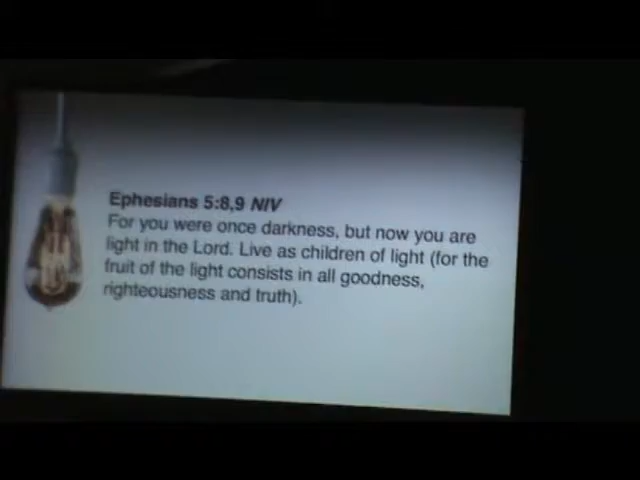 Ephesians 5:8,9 NIV
For you were once darkness, but now you are
light in the Lord. Live as children of light (for the
fruit of the light consists in all goodness,
righteousness and truth).